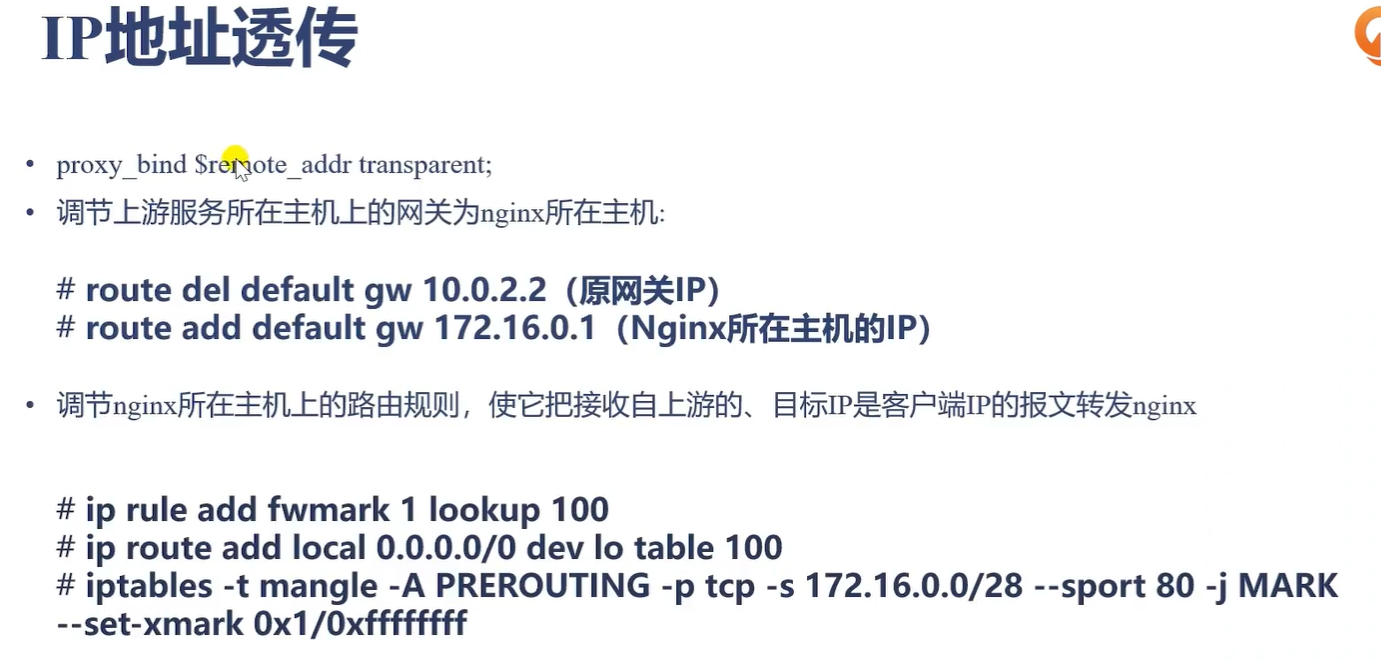 IP地址透传
• proxy_bind $remote_addr transparent;
• 调节上游服务所在主机上的网关为nginx所在主机:
# route del default gw 10.0.2.2（原网关IP）
# route add default gw 172.16.0.1（Nginx所在主机的IP）
• 调节nginx所在主机上的路由规则，使它把接收自上游的、目标IP是客户端IP的报文转发nginx
# ip rule add fwmark 1 lookup 100
# ip route add local 0.0.0.0/0 dev lo table 100
# iptables -t mangle -A PREROUTING -p tcp -s 172.16.0.0/28 --sport 80 -j MARK
--set-xmark 0x1/0xffffffff